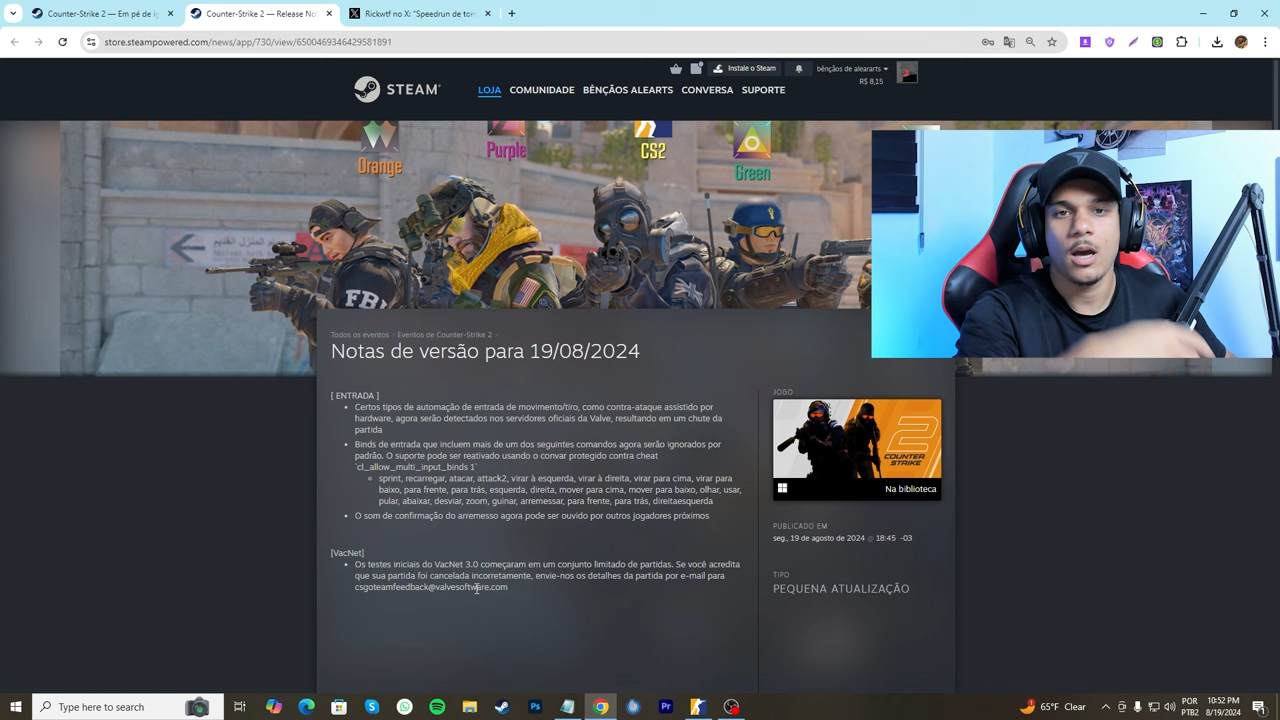 Counter-Strike 2 — Em pé de ig
Counter-Strike 2 — Release Not
Rickwtf no X: "Speedrun de tom
store.steampowered.com/news/app/730/view/6500469346429581891
Instale o Steam
bênçãos de aleararts
R$ 8,15
STEAM
LOJA COMUNIDADE BÊNÇÃOS ALEARTS CONVERSA SUPORTE
Orange
Purple
CS2
Green
FBI
Todos os eventos > Eventos de Counter-Strike 2 >
Notas de versão para 19/08/2024
[ ENTRADA ]
Certos tipos de automação de entrada de movimento/tiro, como contra-ataque assistido por
hardware, agora serão detectados nos servidores oficiais da Valve, resultando em um chute da
partida
Binds de entrada que incluem mais de um dos seguintes comandos agora serão ignorados por
padrão. O suporte pode ser reativado usando o convar protegido contra cheat
`cl_allow_multi_input_binds 1`
sprint, recarregar, atacar, attack2, virar à esquerda, virar à direita, virar para cima, virar para
baixo, para frente, para trás, esquerda, direita, mover para cima, mover para baixo, olhar, usar,
pular, abaixar, desviar, zoom, guinar, arremessar, para frente, para trás, direitaesquerda
O som de confirmação do arremesso agora pode ser ouvido por outros jogadores próximos
[VacNet]
Os testes iniciais do VacNet 3.0 começaram em um conjunto limitado de partidas. Se você acredita
que sua partida foi cancelada incorretamente, envie-nos os detalhes da partida por e-mail para
csgoteamfeedback@valvesoftware.com
JOGO
2
COUNTER
STRIKE
Na biblioteca
PUBLICADO EM
seg., 19 de agosto de 2024 @ 18:45 -03
TIPO
PEQUENA ATUALIZAÇÃO
Type here to search
65°F Clear
POR
PTB2
10:52 PM
8/19/2024